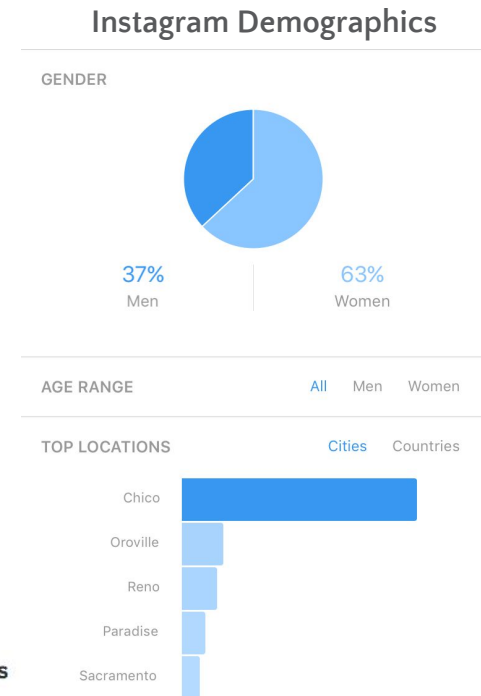 Instagram Demographics
GENDER
37%
Men
63%
Women
AGE RANGE All Men Women
TOP LOCATIONS Cities Countries
Chico
Oroville
Reno
Paradise
Sacramento
s